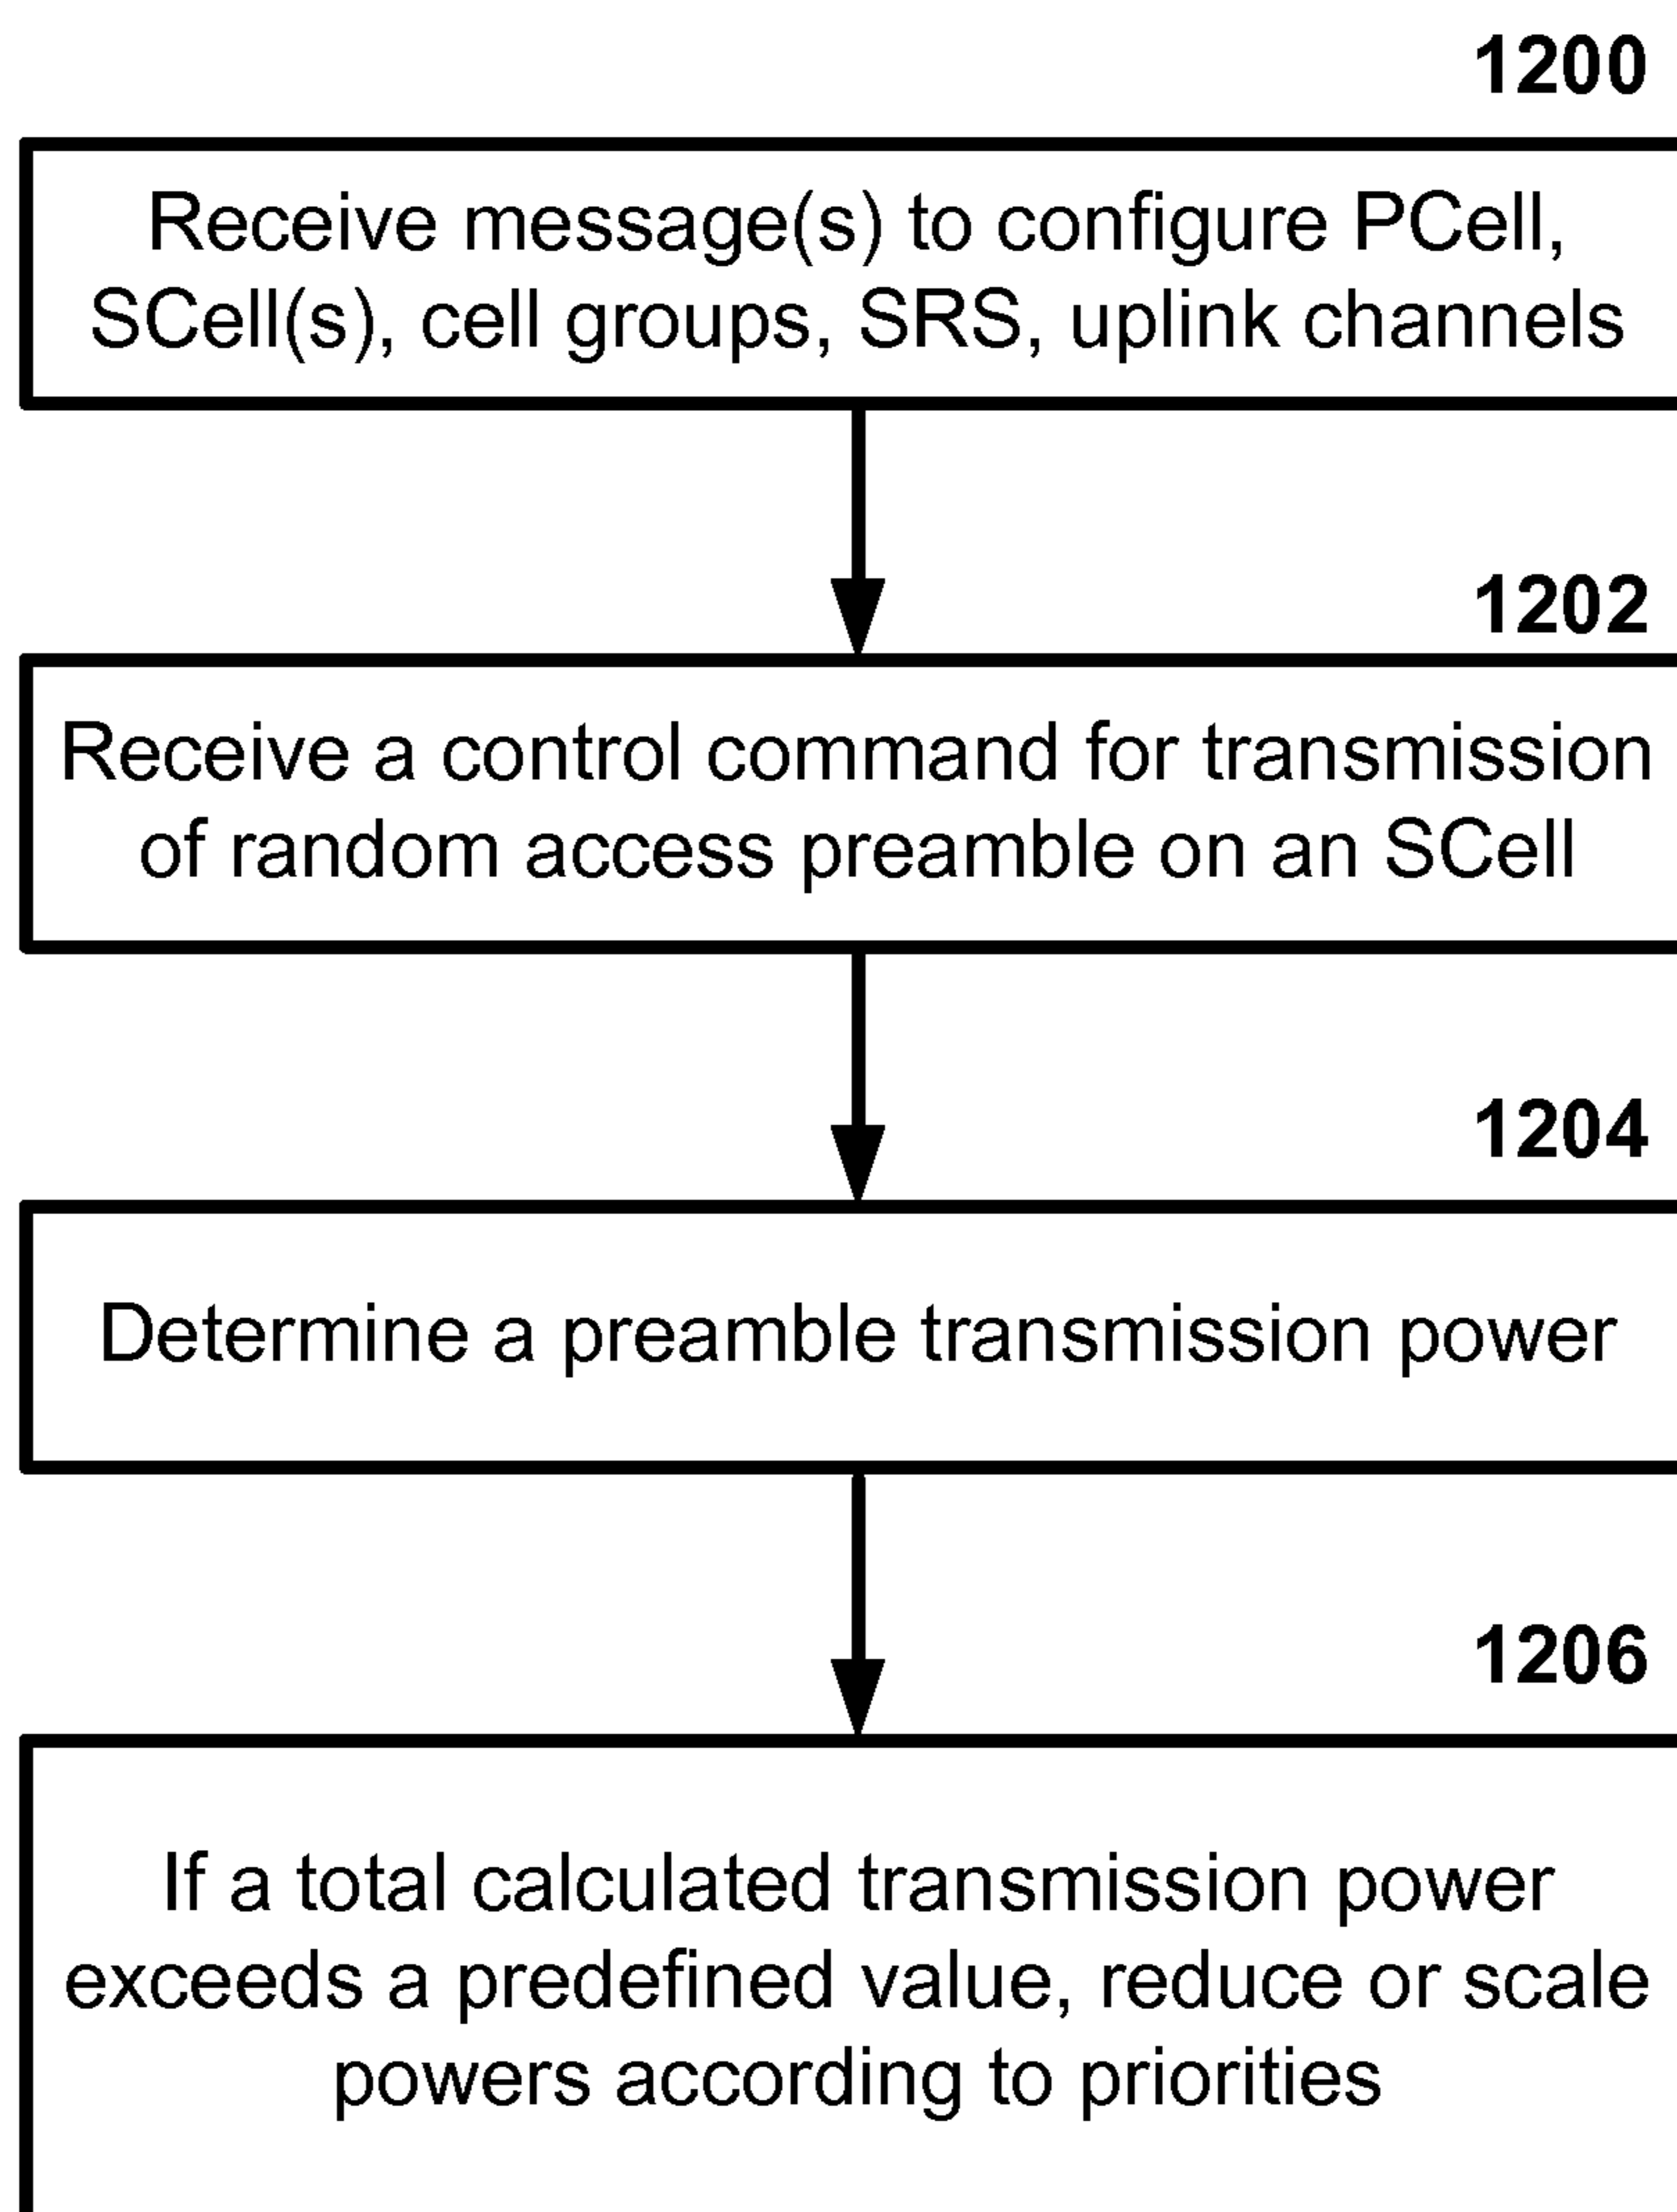 1200
Receive message(s) to configure PCell,
SCell(s), cell groups, SRS, uplink channels
1202
Receive a control command for transmission
of random access preamble on an SCell
1204
Determine a preamble transmission power
1206
If a total calculated transmission power
exceeds a predefined value, reduce or scale
powers according to priorities